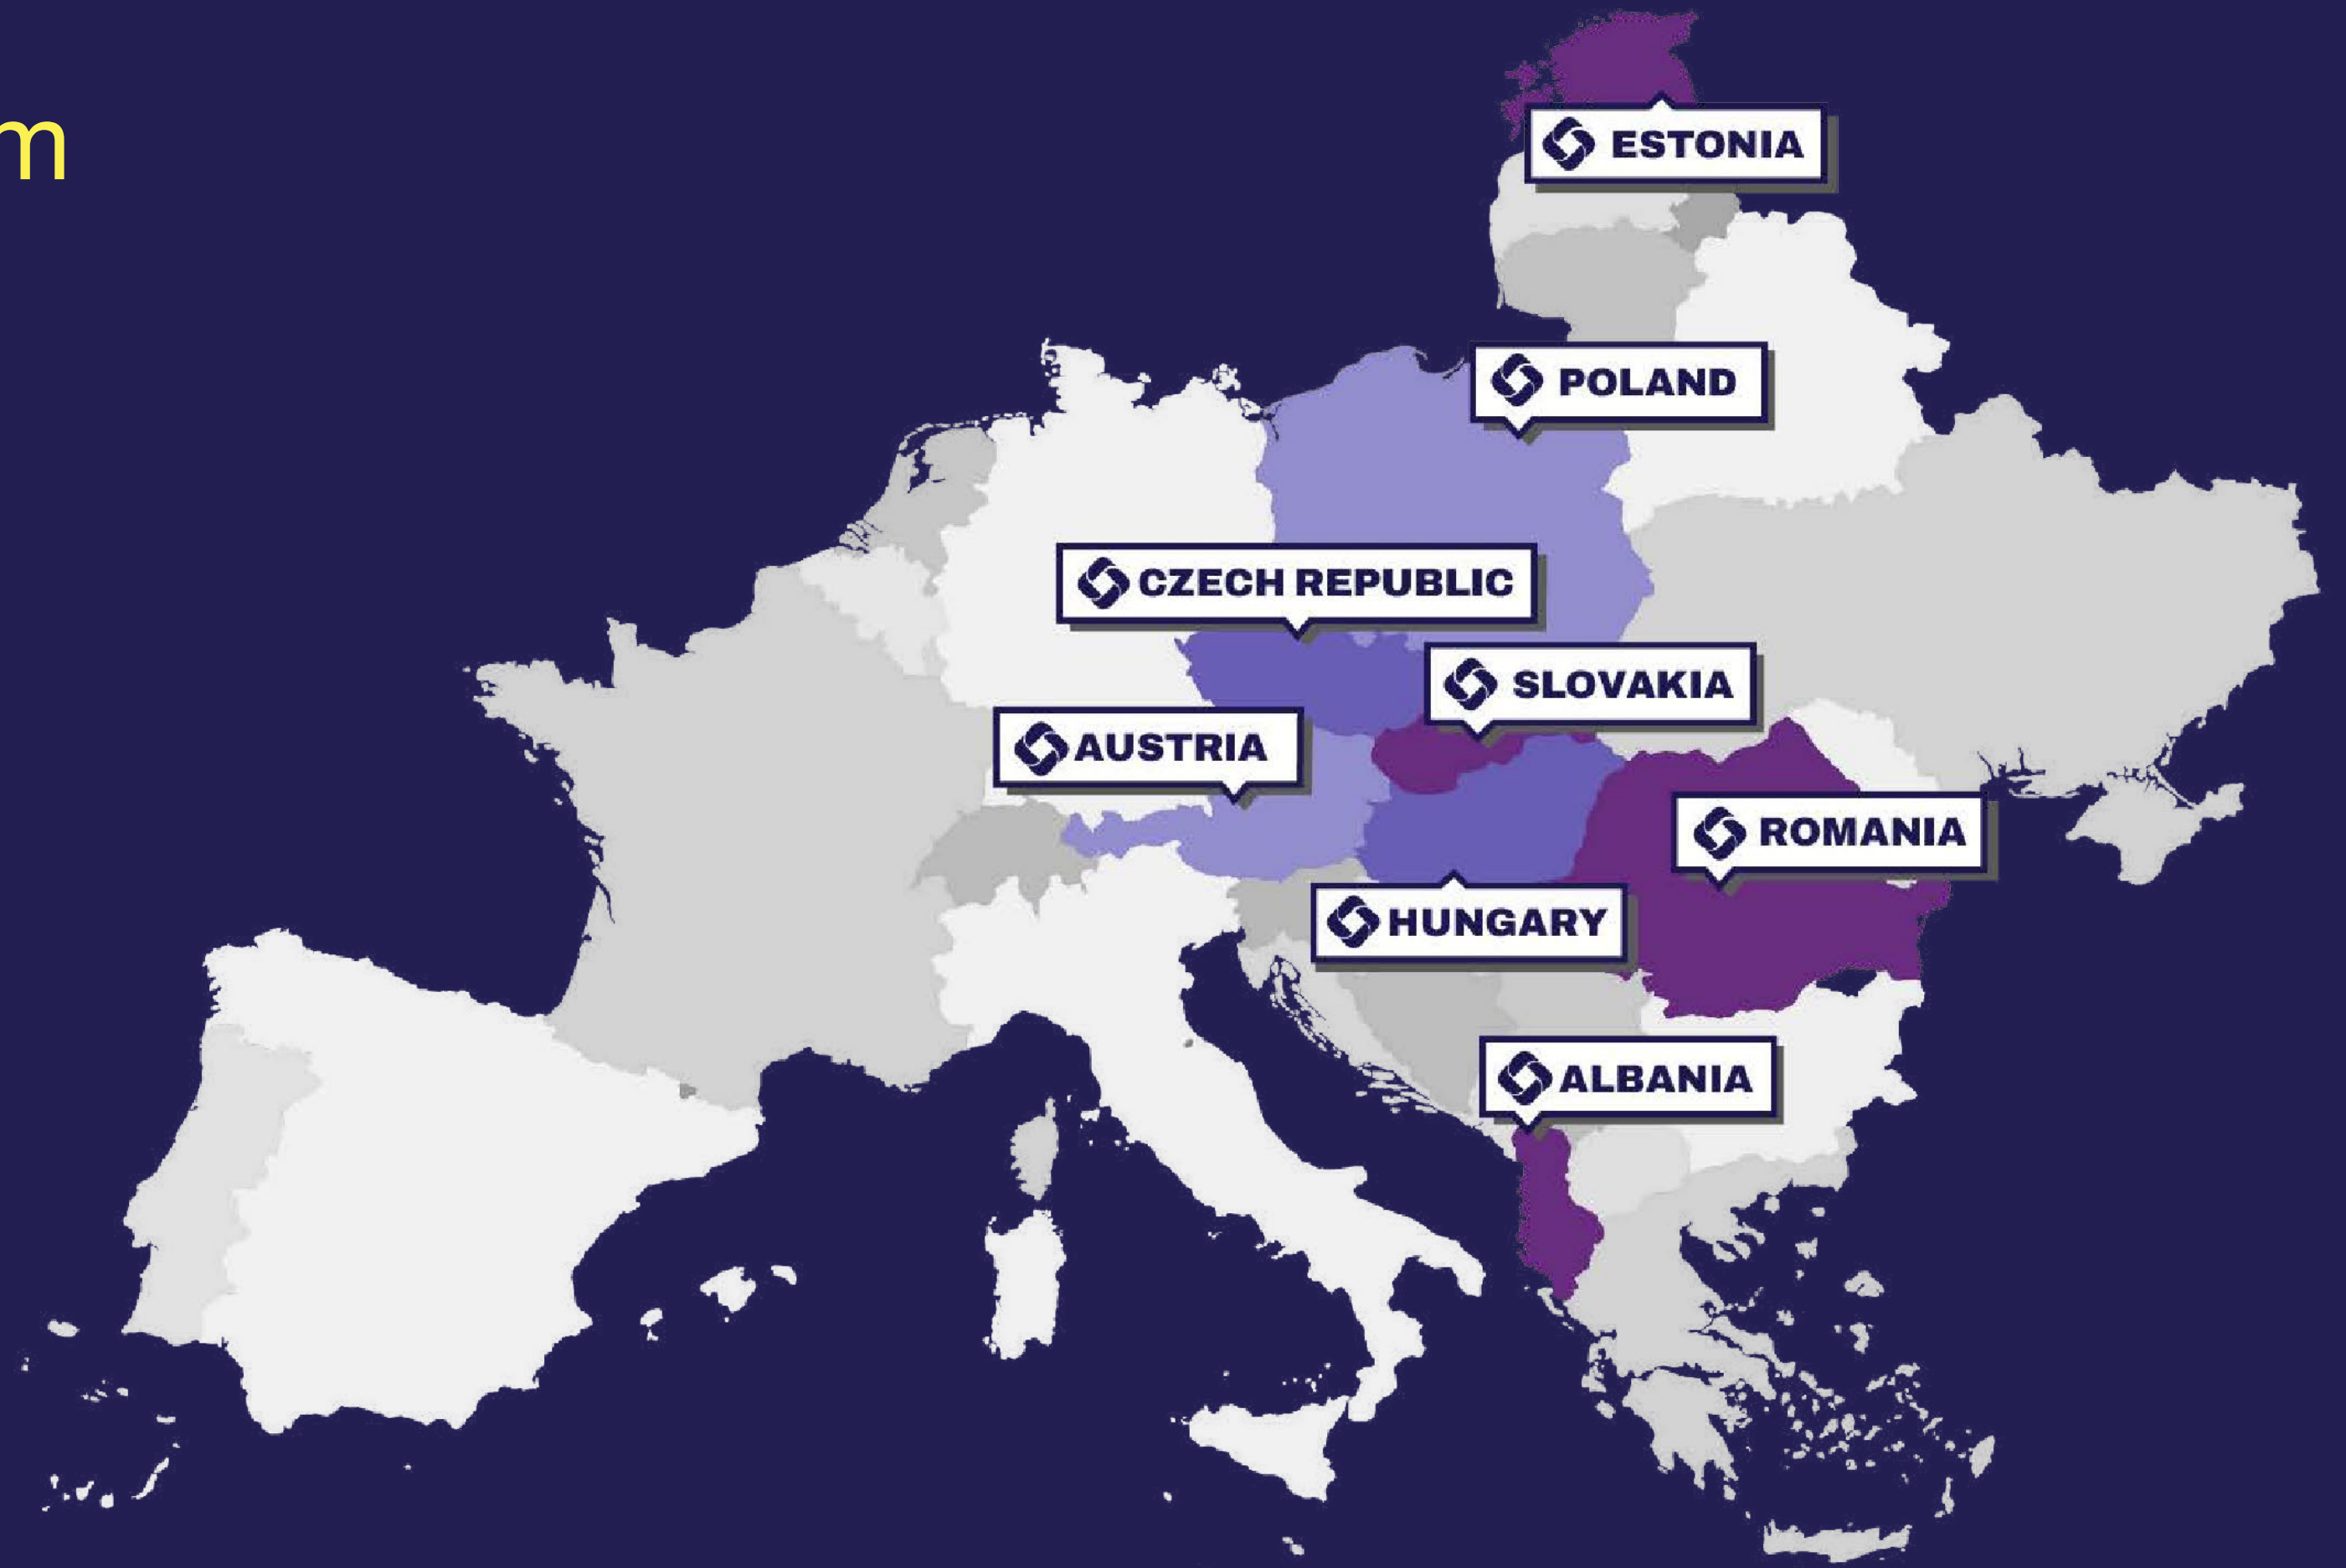 m
ESTONIA
POLAND
CZECH REPUBLIC
SLOVAKIA
AUSTRIA
ROMANIA
HUNGARY
ALBANIA